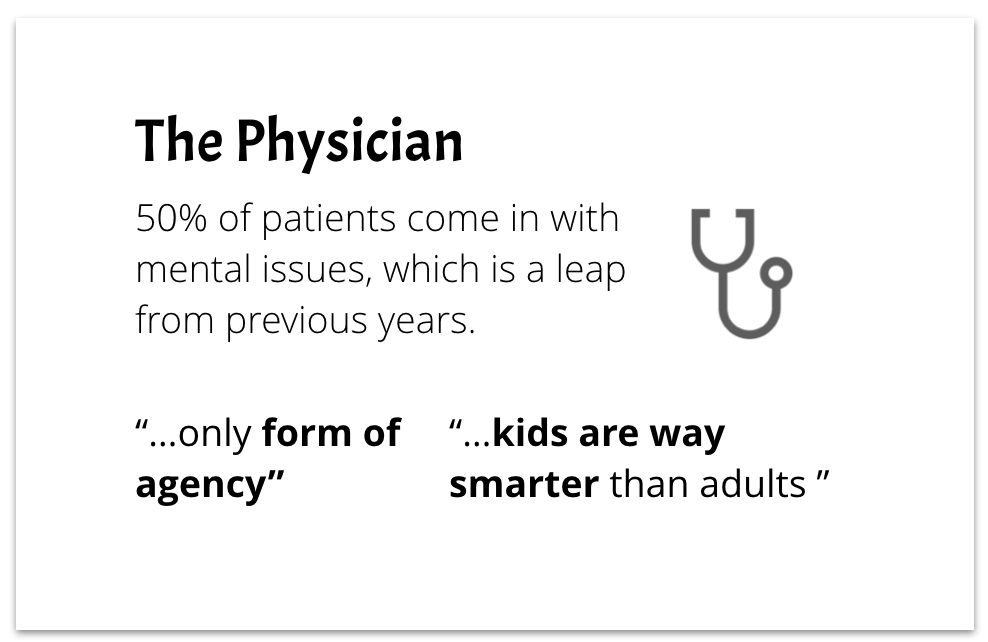 The Physician
50% of patients come in with
mental issues, which is a leap
from previous years.
“...only form of
agency”
“...kids are way
smarter than adults ”